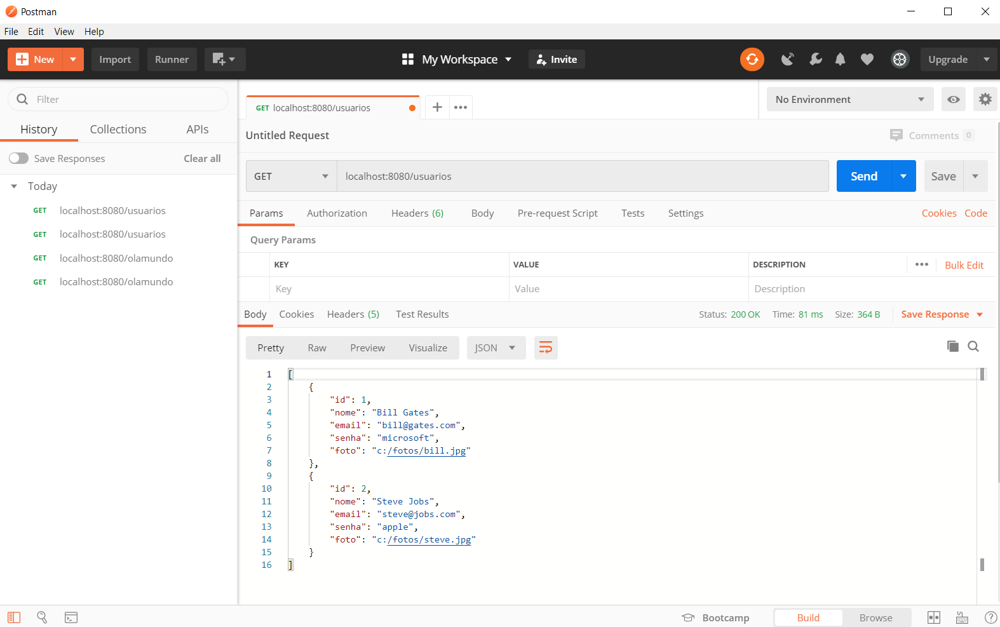 Postman
File Edit View Help
New Import Runner My Workspace Invite Upgrade
Filter
History Collections APIs
Save Responses Clear all
Today
GET localhost:8080/usuarios
GET localhost:8080/usuarios
GET localhost:8080/olamundo
GET localhost:8080/olamundo
GET localhost:8080/usuarios
No Environment
Untitled Request
Comments 0
GET localhost:8080/usuarios Send Save
Params Authorization Headers (6) Body Pre-request Script Tests Settings Cookies Code
Query Params
KEY VALUE DESCRIPTION Bulk Edit
Key Value Description
Body Cookies Headers (5) Test Results Status: 200 OK Time: 81 ms Size: 364 B Save Response
Pretty Raw Preview Visualize JSON
1 [
2 {
3 "id": 1,
4 "nome": "Bill Gates",
5 "email": "bill@gates.com",
6 "senha": "microsoft",
7 "foto": "c:/fotos/bill.jpg"
8 },
9 {
10 "id": 2,
11 "nome": "Steve Jobs",
12 "email": "steve@jobs.com",
13 "senha": "apple",
14 "foto": "c:/fotos/steve.jpg"
15 }
16 ]
Bootcamp Build Browse